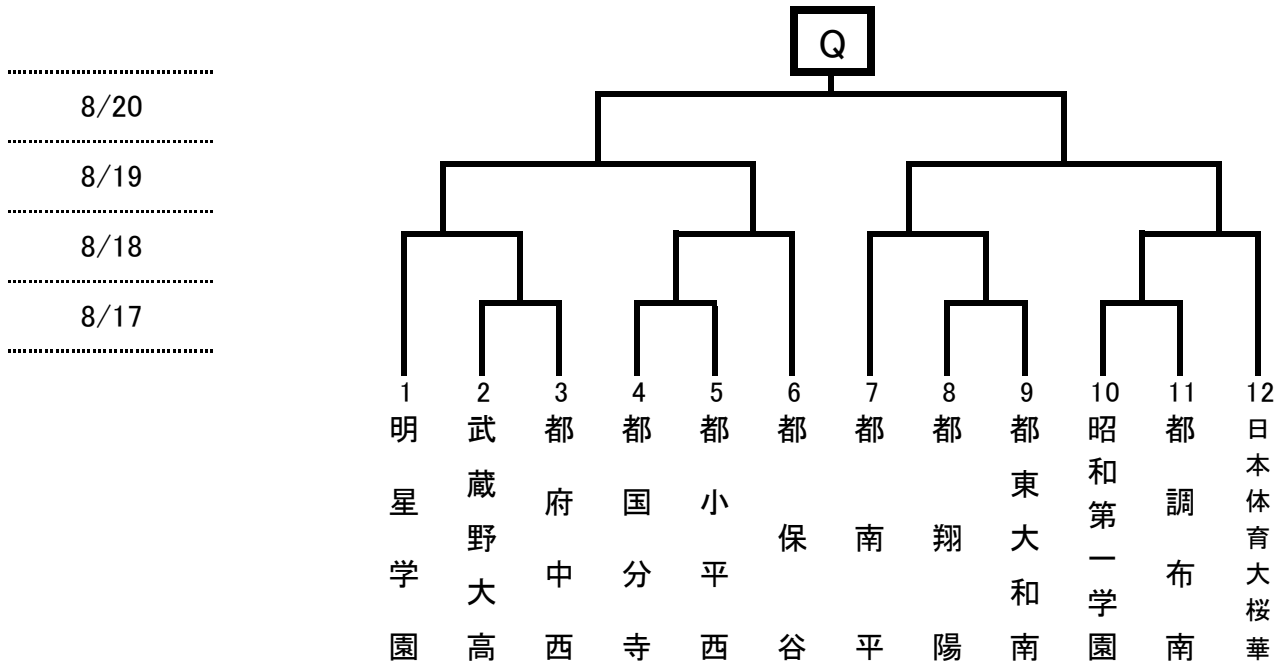 Q
8/20
8/19
8/18
8/17
1
2
3
4
5
6
7
8
9
10
11
12
明星学園
武蔵野大高
都府中西
都国分寺
都小平西
都保谷
都南平
都翔陽
都東大和南
昭和第一学園
都調布南
日本体育大桜華